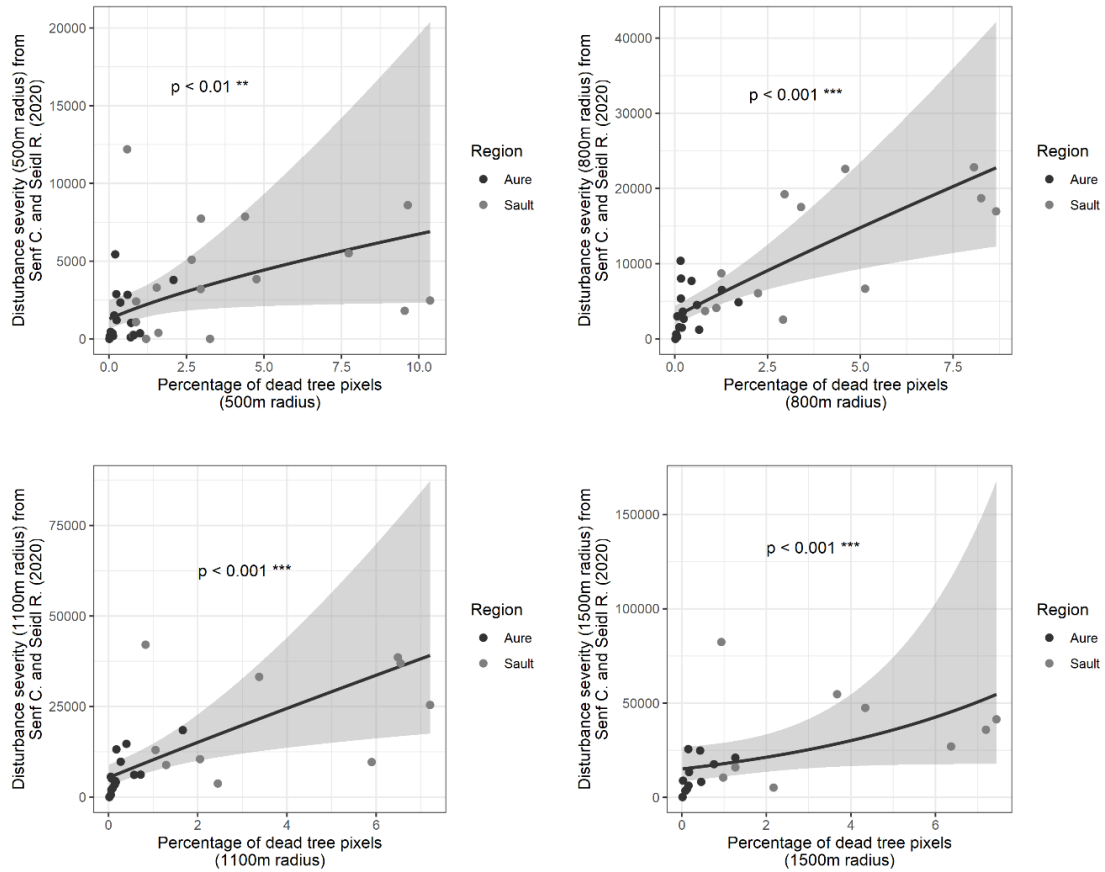 20000
15000
10000
5000
0
Disturbance severity (500m radius) from
Senf C. and Seidl R. (2020)
p < 0.01 **
0.0 2.5 5.0 7.5 10.0
Percentage of dead tree pixels
(500m radius)
Region
Aure
Sault
40000
30000
20000
10000
0
Disturbance severity (800m radius) from
Senf C. and Seidl R. (2020)
p < 0.001 ***
0.0 2.5 5.0 7.5
Percentage of dead tree pixels
(800m radius)
Region
Aure
Sault
75000
50000
25000
0
Disturbance severity (1100m radius) from
Senf C. and Seidl R. (2020)
p < 0.001 ***
0 2 4 6
Percentage of dead tree pixels
(1100m radius)
Region
Aure
Sault
150000
100000
50000
0
Disturbance severity (1500m radius) from
Senf C. and Seidl R. (2020)
p < 0.001 ***
0 2 4 6
Percentage of dead tree pixels
(1500m radius)
Region
Aure
Sault